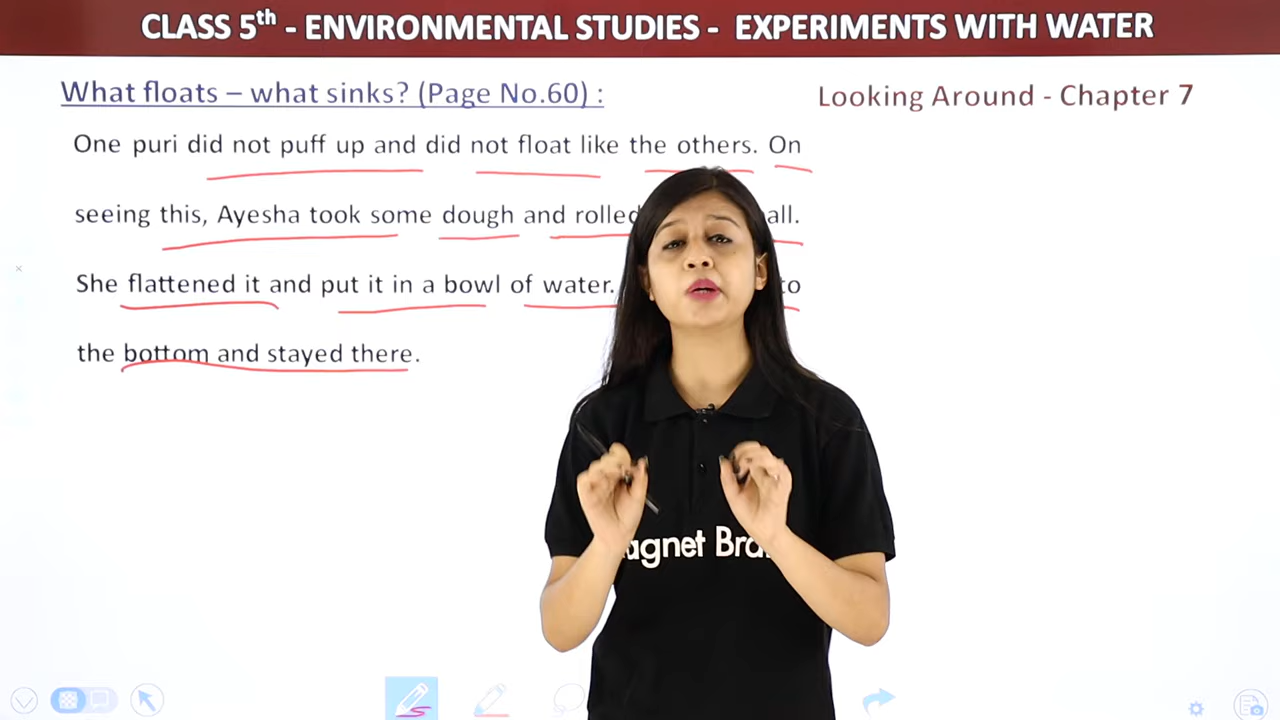 CLASS 5th - ENVIRONMENTAL STUDIES - EXPERIMENTS WITH WATER
What floats – what sinks? (Page No.60) :
Looking Around - Chapter 7
One puri did not puff up and did not float like the others. On
seeing this, Ayesha took some dough and rolled all.
She flattened it and put it in a bowl of water. to
the bottom and stayed there.
agnet Bra